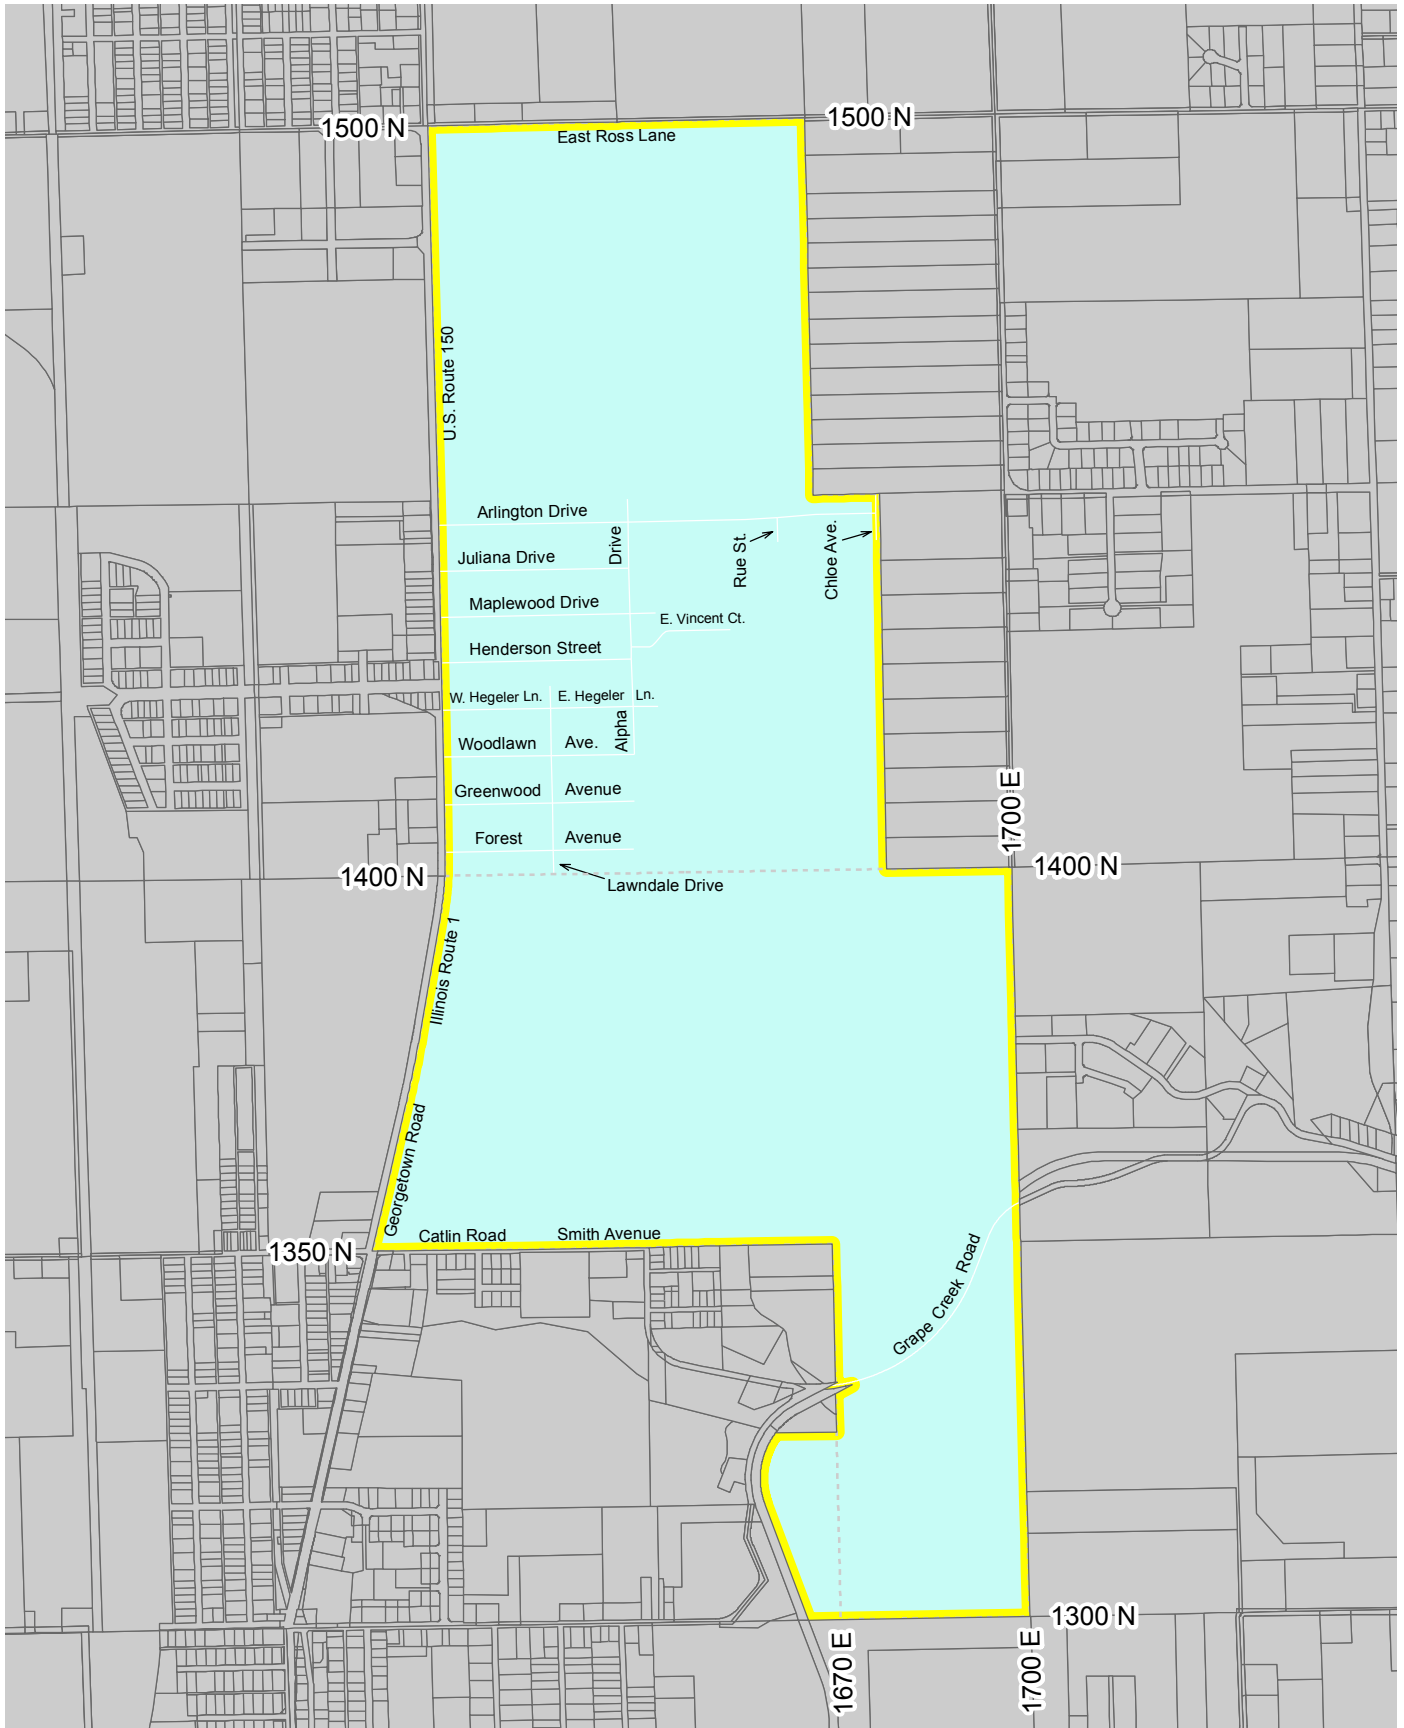 1500 N
1500 N
East Ross Lane
U.S. Route 150
Arlington Drive
Juliana Drive
Drive
Rue St.
Chloe Ave.
Maplewood Drive
E. Vincent Ct.
Henderson Street
W. Hegeler Ln.
E. Hegeler Ln.
Alpha
Woodlawn Ave.
Greenwood Avenue
1700 E
Forest Avenue
1400 N
1400 N
Lawndale Drive
Illinois Route 1
Georgetown Road
Catlin Road
Smith Avenue
1350 N
Grape Creek Road
1300 N
1670 E
1700 E